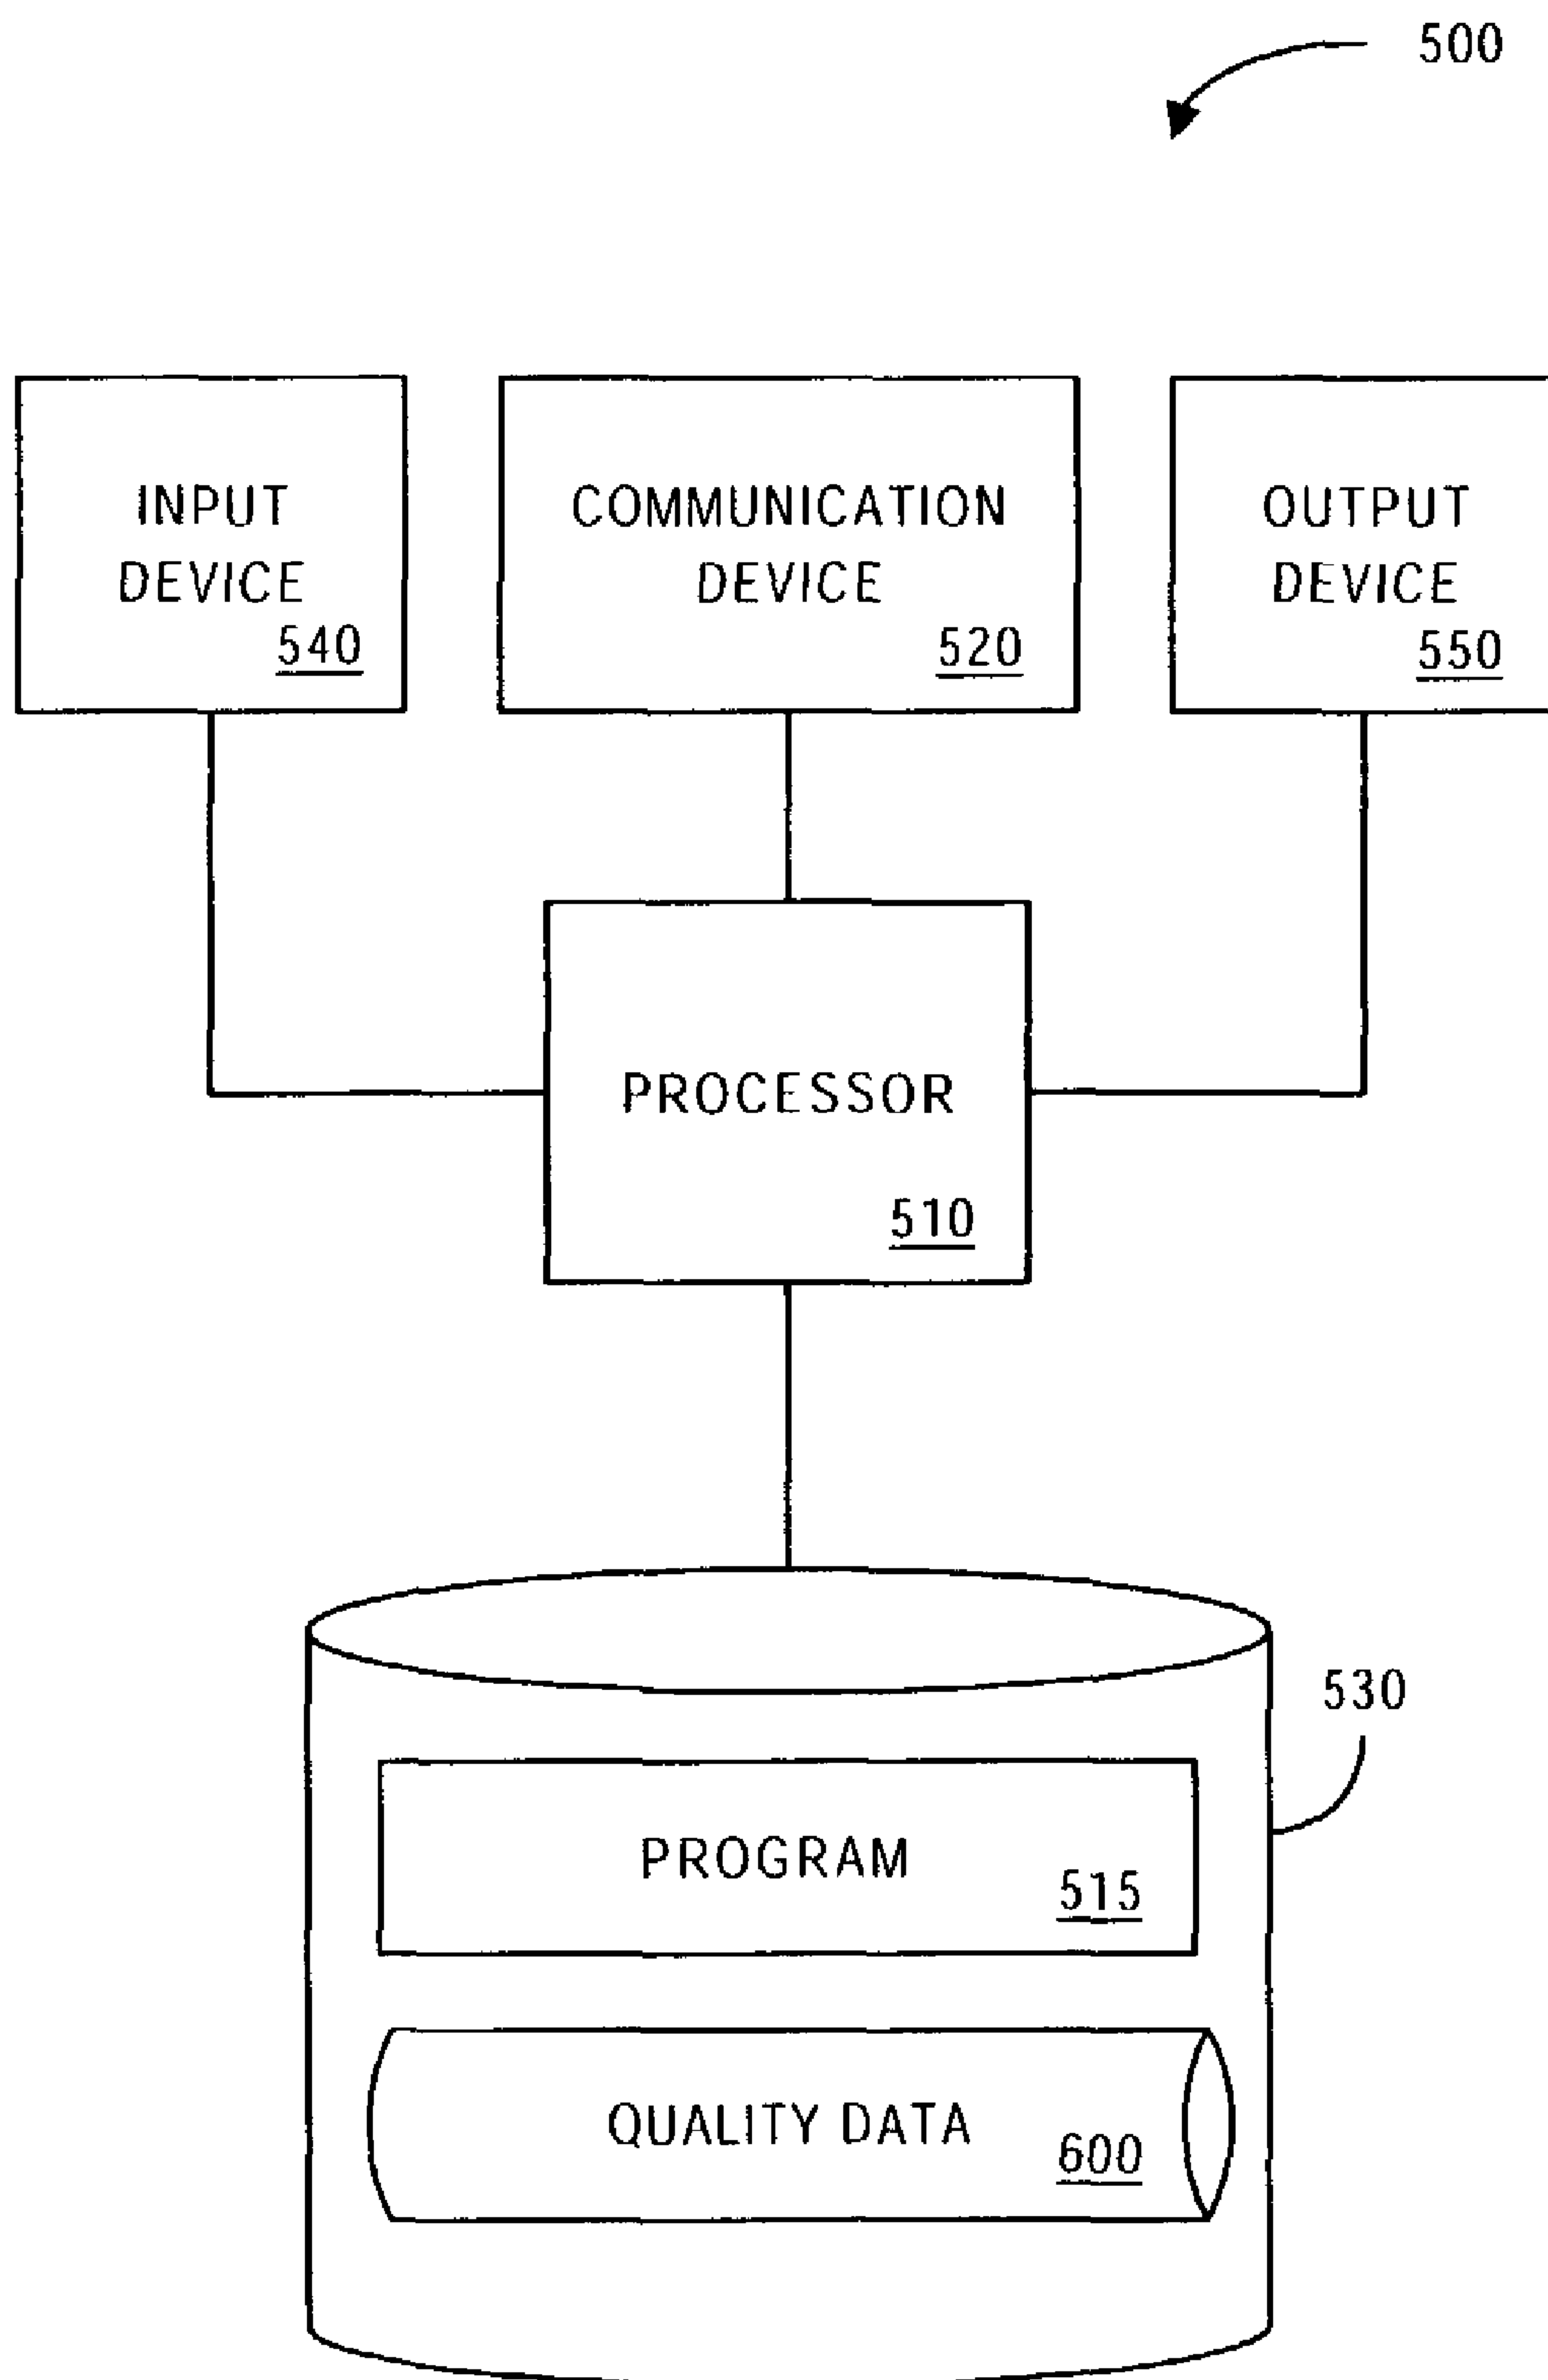 500
INPUT
DEVICE
540
COMMUNICATION
DEVICE
520
OUTPUT
DEVICE
550
PROCESSOR
510
530
PROGRAM
515
QUALITY DATA
600